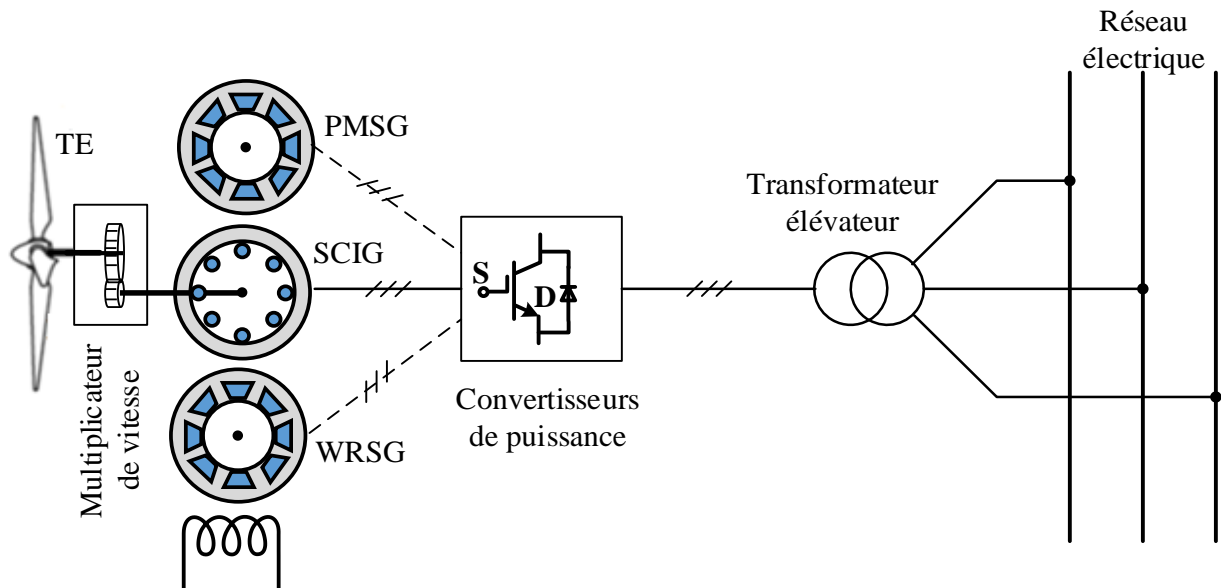 Réseau
électrique
TE
PMSG
Transformateur
élévateur
SCIG
S
D
Multiplicateur
de vitesse
Convertisseurs
de puissance
WRSG